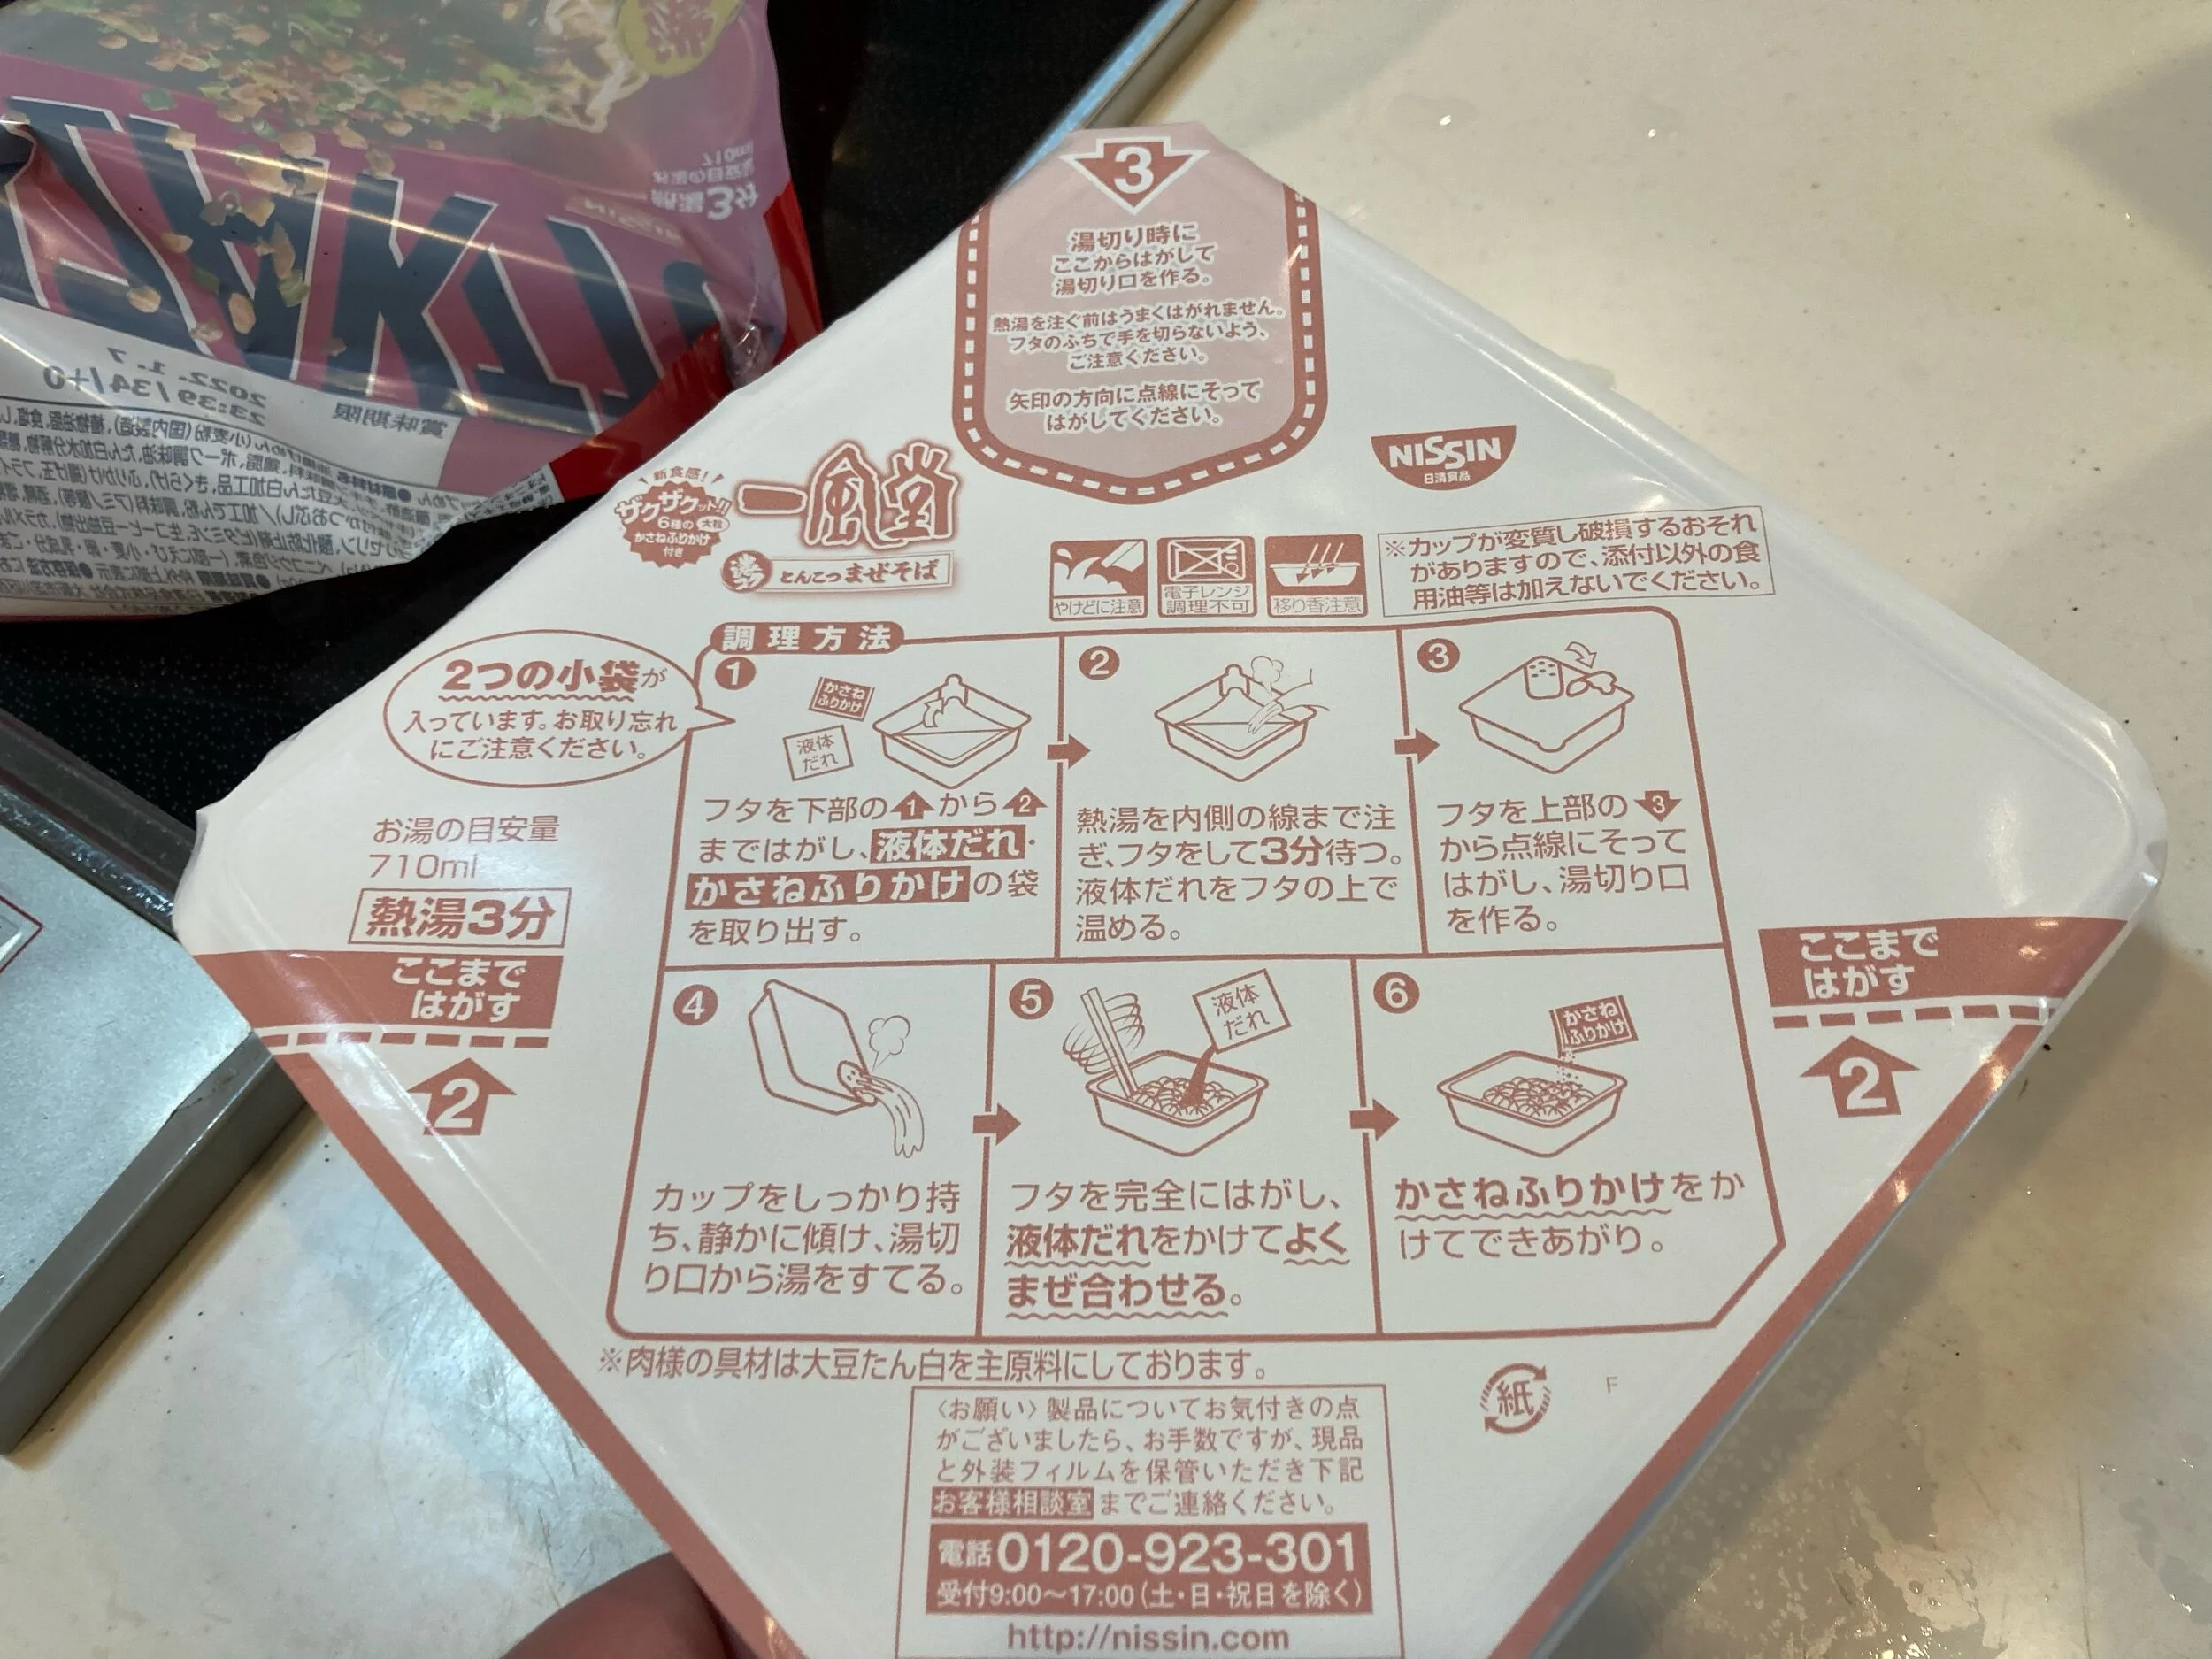 3
湯切り時に
ここからはがして
湯切り口を作る。
熱湯を注ぐ前はうまくはがれません。
フタのふちで手を切らないよう、
ご注意ください。
矢印の方向に点線にそって
はがしてください。
NISSIN
日清食品
新食感!
ザクザクッ!!
6種の大粒
かさねふりかけ
付き
一風堂
とんこつまぜそば
やけどに注意
電子レンジ
調理不可
移り香注意
※カップが変質し破損するおそれ
がありますので、添付以外の食
用油等は加えないでください。
調理方法
2つの小袋が
入っています。お取り忘れ
にご注意ください。
お湯の目安量
710ml
熱湯3分
ここまで
はがす
2
1
かさね
ふりかけ
液体
だれ
フタを下部の1から2
まではがし、液体だれ・
かさねふりかけの袋
を取り出す。
2
熱湯を内側の線まで注
ぎ、フタをして3分待つ。
液体だれをフタの上で
温める。
3
フタを上部の3
から点線にそって
はがし、湯切り口
を作る。
4
カップをしっかり持
ち、静かに傾け、湯切
り口から湯をすてる。
5
液体
だれ
フタを完全にはがし、
液体だれをかけてよく
まぜ合わせる。
6
かさね
ふりかけ
かさねふりかけをか
けてできあがり。
ここまで
はがす
2
※肉様の具材は大豆たん白を主原料にしております。
〈お願い〉製品についてお気付きの点
がございましたら、お手数ですが、現品
と外装フィルムを保管いただき下記
お客様相談室までご連絡ください。
電話0120-923-301
受付9:00〜17:00(土・日・祝日を除く)
http://nissin.com
紙
F
熱湯3分
お湯の目安量
710ml
NISSIN
賞味期限
2022. 1. 7
23:39/34/+0